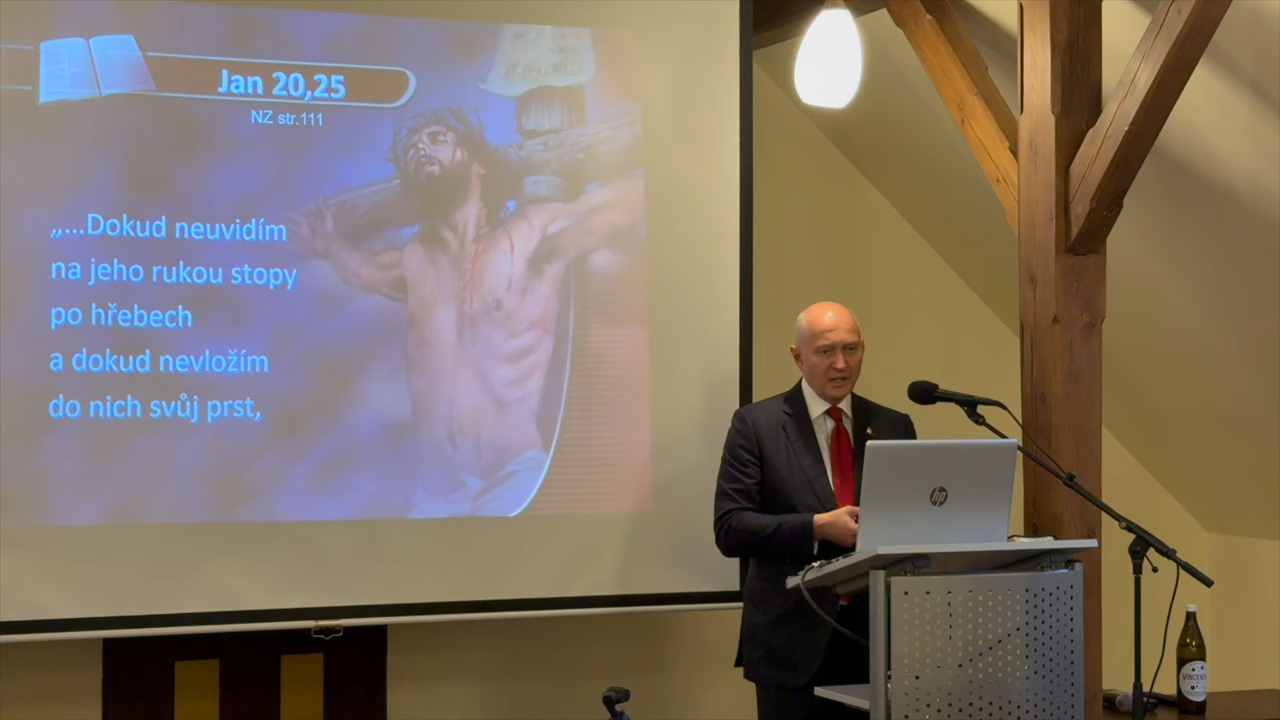 Jan 20,25
NZ str.111
„...Dokud neuvidím
na jeho rukou stopy
po hřebech
a dokud nevložím
do nich svůj prst,
hp
VINCENTKA